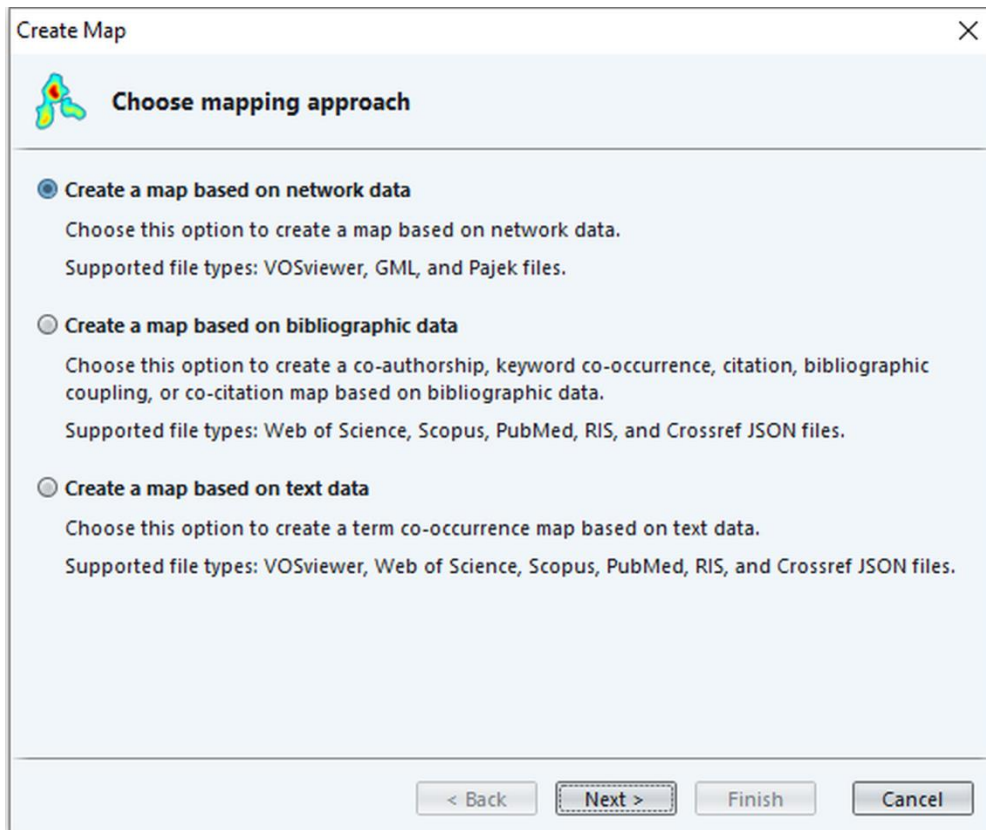 Create Map
Choose mapping approach
Create a map based on network data
Choose this option to create a map based on network data.
Supported file types: VOSviewer, GML, and Pajek files.
Create a map based on bibliographic data
Choose this option to create a co-authorship, keyword co-occurrence, citation, bibliographic
coupling, or co-citation map based on bibliographic data.
Supported file types: Web of Science, Scopus, PubMed, RIS, and Crossref JSON files.
Create a map based on text data
Choose this option to create a term co-occurrence map based on text data.
Supported file types: VOSviewer, Web of Science, Scopus, PubMed, RIS, and Crossref JSON files.
< Back Next > Finish Cancel